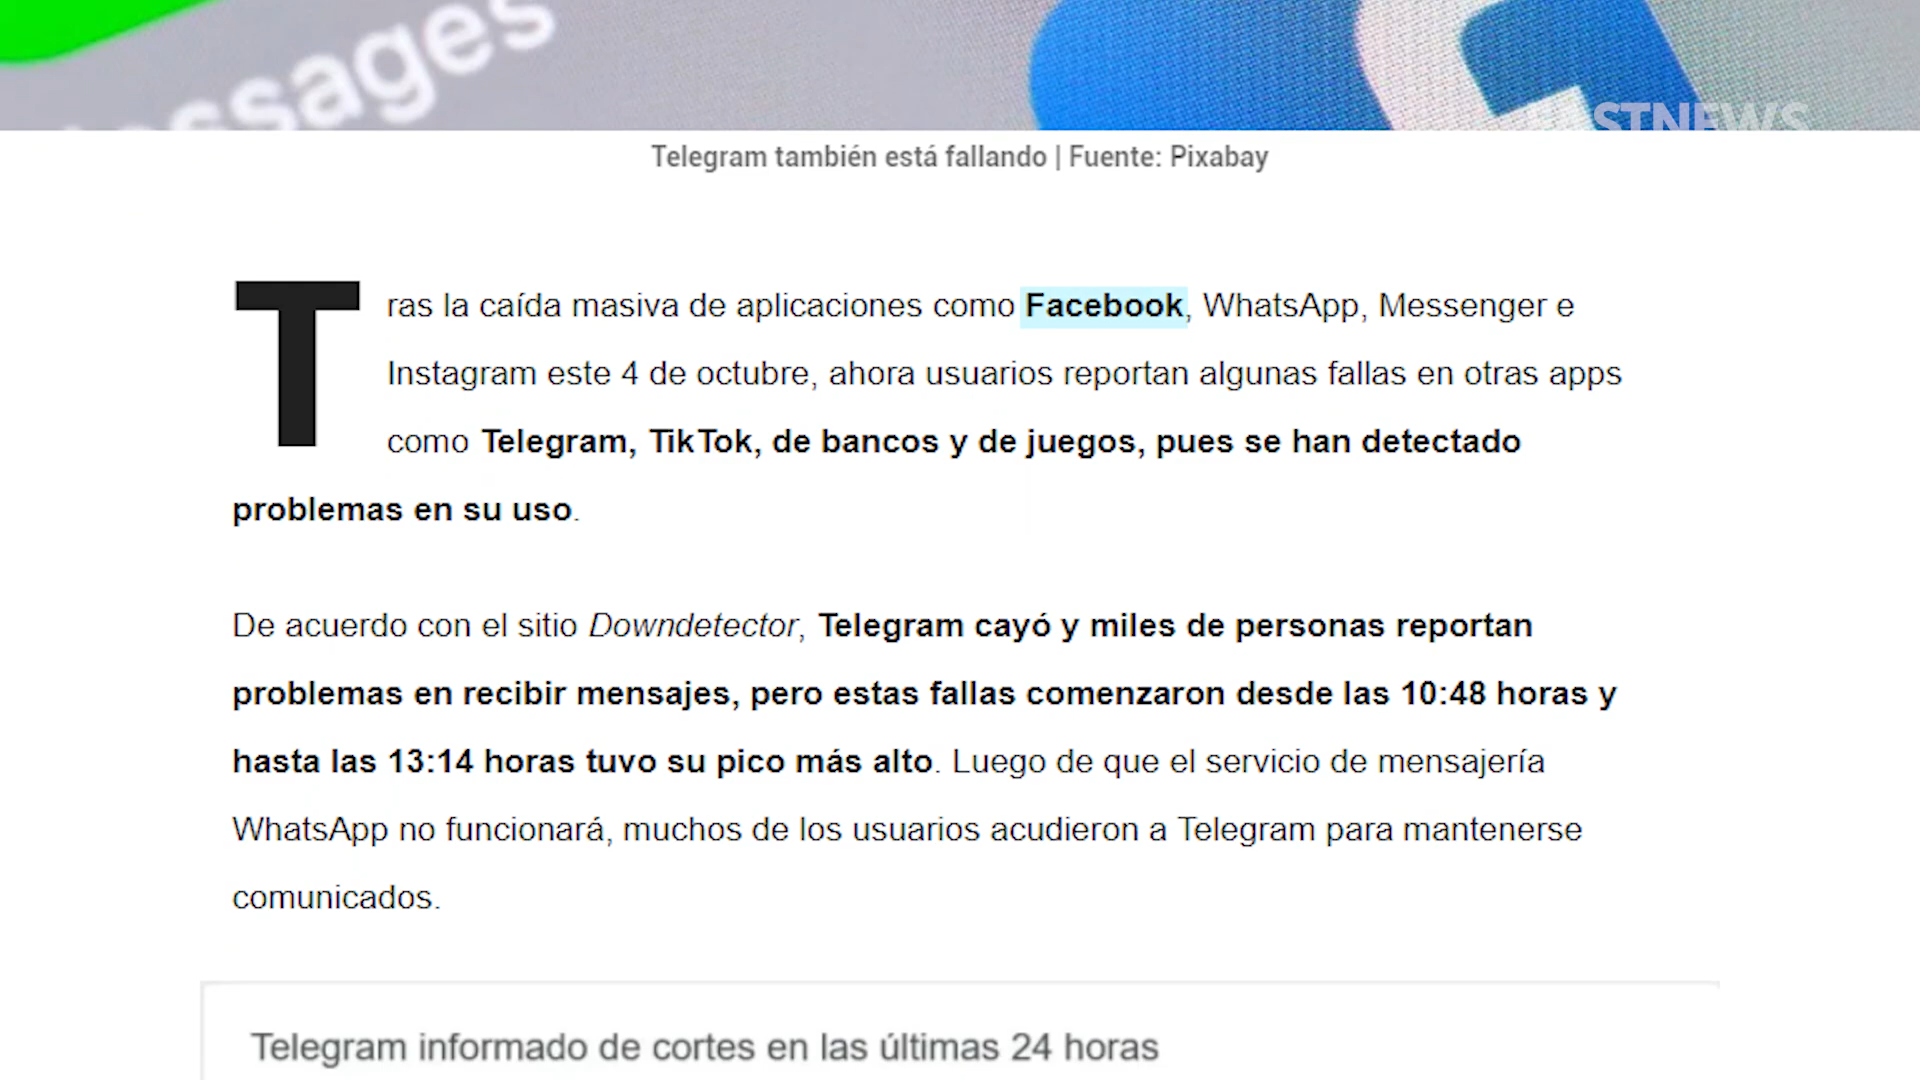 ssages
STNEWS
Telegram también está fallando | Fuente: Pixabay
Tras la caída masiva de aplicaciones como Facebook, WhatsApp, Messenger e
Instagram este 4 de octubre, ahora usuarios reportan algunas fallas en otras apps
como Telegram, TikTok, de bancos y de juegos, pues se han detectado
problemas en su uso.
De acuerdo con el sitio Downdetector, Telegram cayó y miles de personas reportan
problemas en recibir mensajes, pero estas fallas comenzaron desde las 10:48 horas y
hasta las 13:14 horas tuvo su pico más alto. Luego de que el servicio de mensajería
WhatsApp no funcionará, muchos de los usuarios acudieron a Telegram para mantenerse
comunicados.
Telegram informado de cortes en las últimas 24 horas